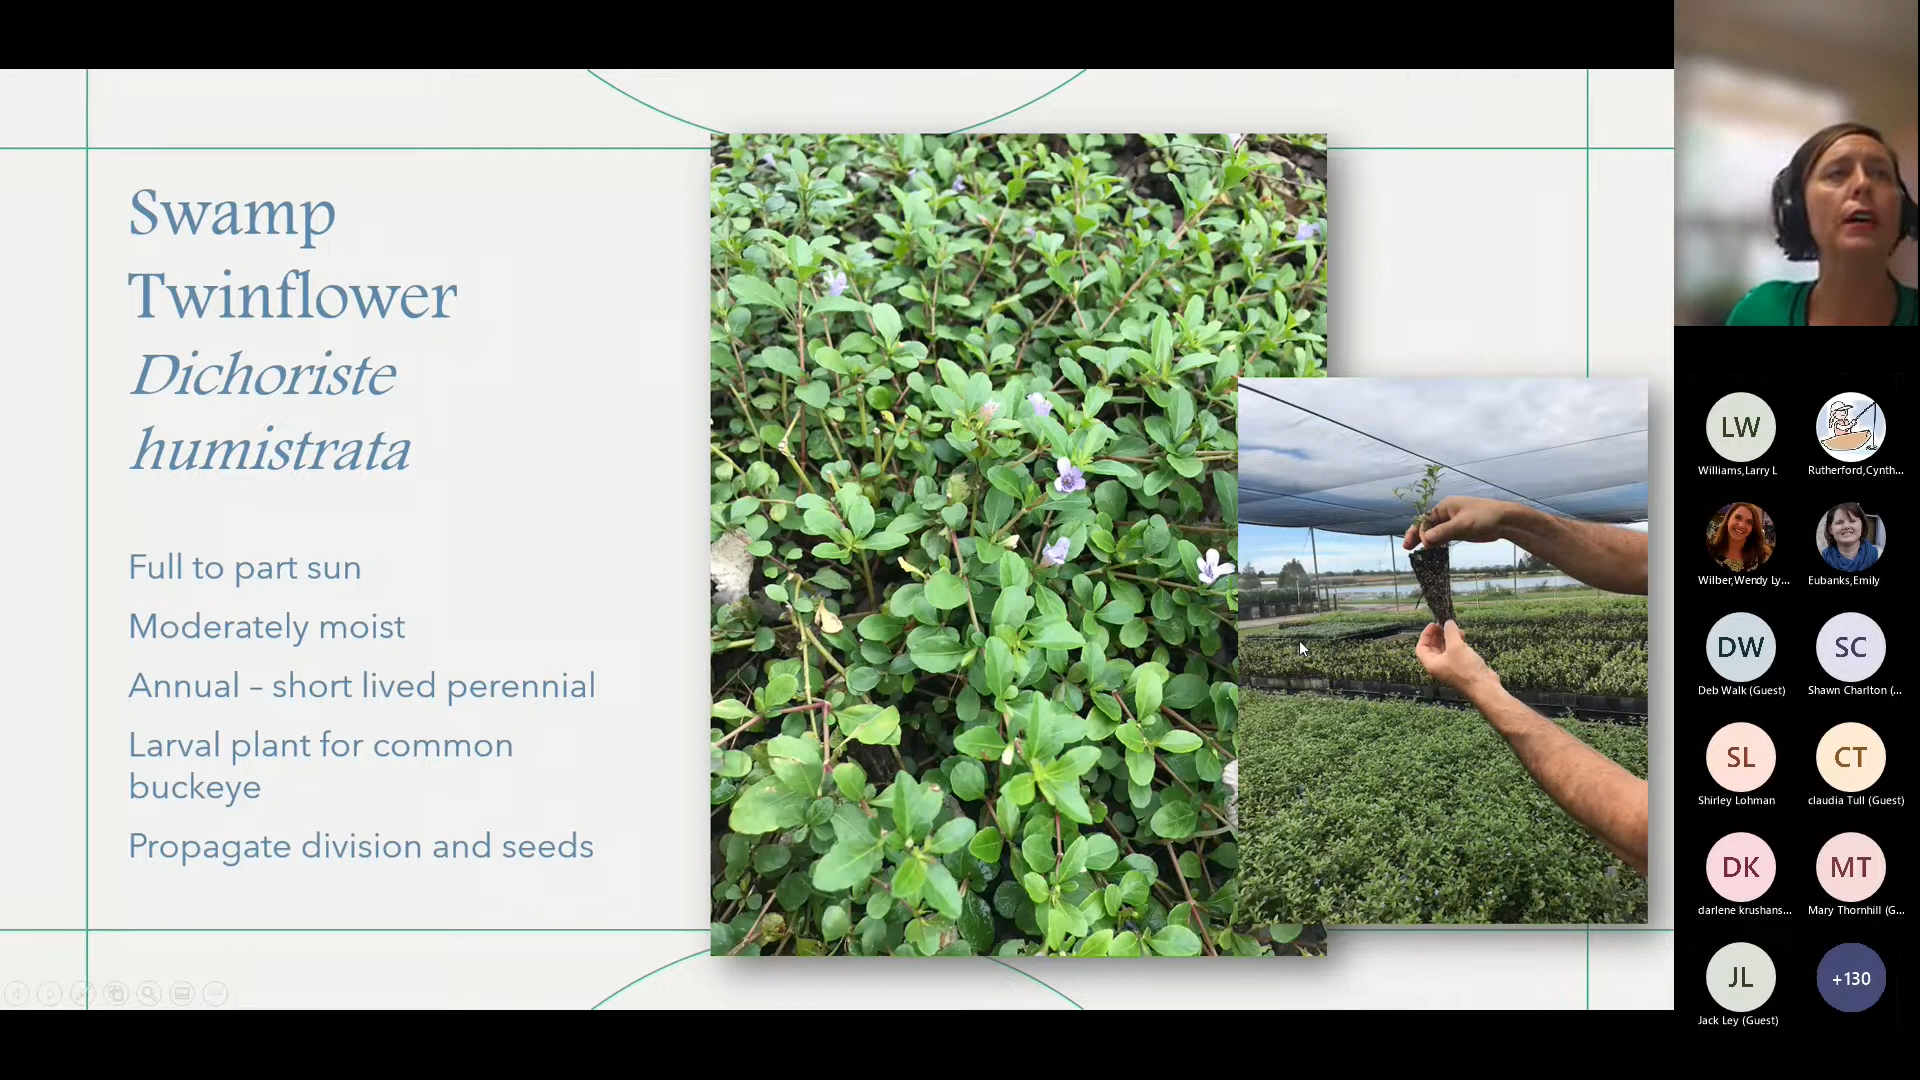 Swamp
Twinflower
Dichoriste
humistrata
Full to part sun
Moderately moist
Annual – short lived perennial
Larval plant for common
buckeye
Propagate division and seeds
LW
Williams,Larry L
Rutherford,Cynth...
Wilber,Wendy Ly...
Eubanks,Emily
DW
SC
Deb Walk (Guest)
Shawn Charlton (...
SL
CT
Shirley Lohman
claudia Tull (Guest)
DK
MT
darlene krushans...
Mary Thornhill (G...
JL
+130
Jack Ley (Guest)